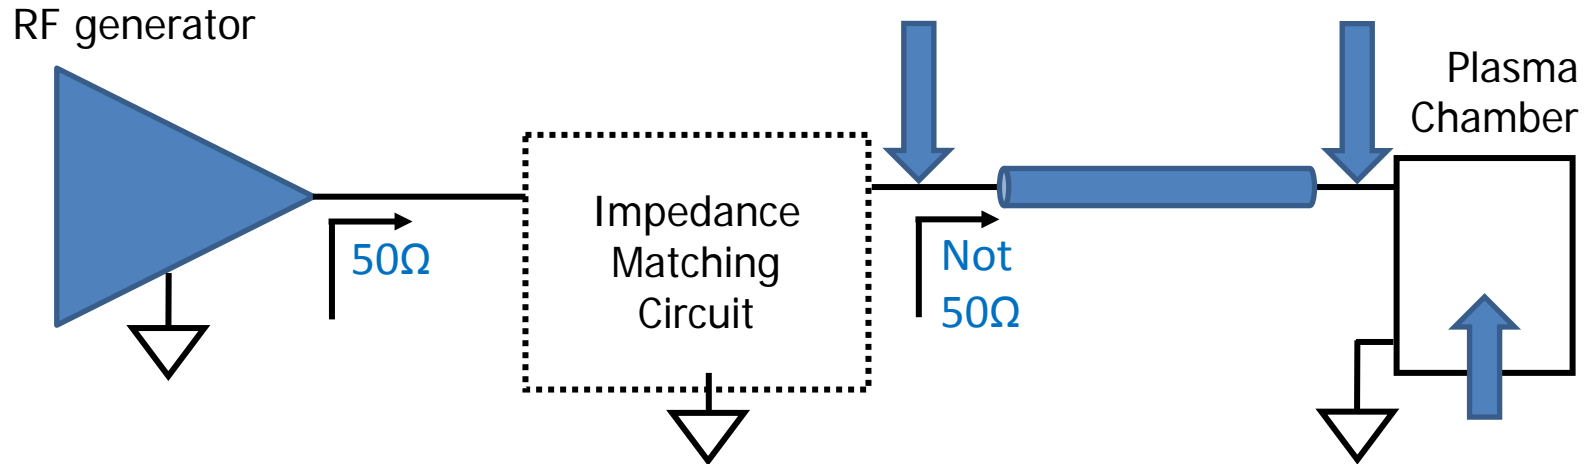 RF generator
Plasma
Chamber
Impedance
Matching
Circuit
50Ω
Not
50Ω